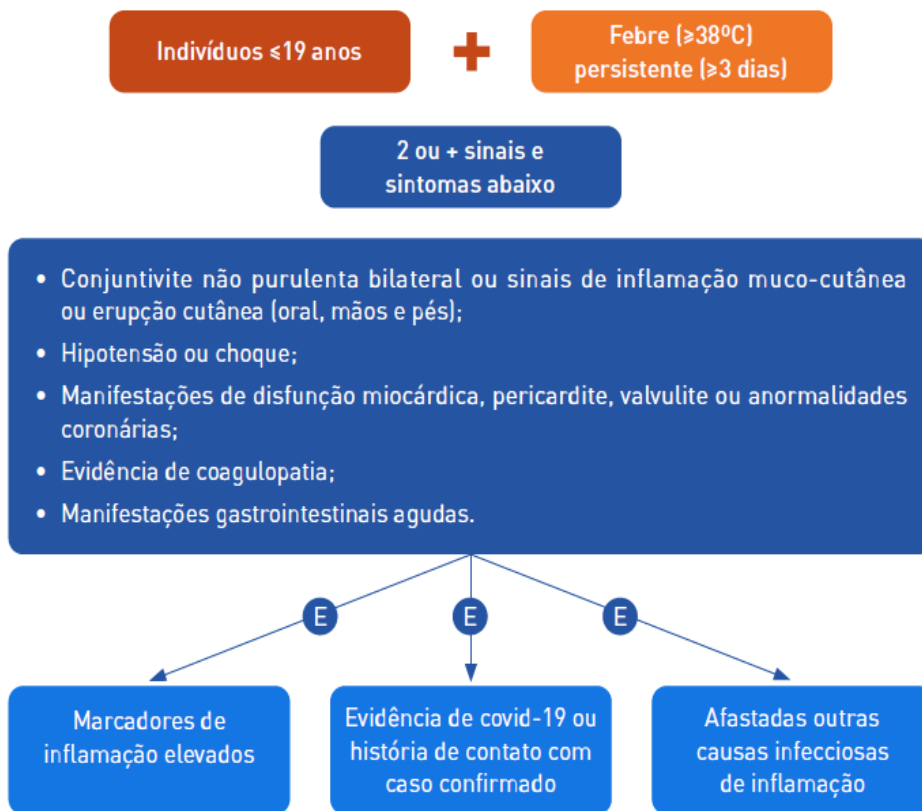 Indivíduos ≤19 anos
+
Febre (≥38ºC)
persistente (≥3 dias)
2 ou + sinais e
sintomas abaixo
• Conjuntivite não purulenta bilateral ou sinais de inflamação muco-cutânea
ou erupção cutânea (oral, mãos e pés);
• Hipotensão ou choque;
• Manifestações de disfunção miocárdica, pericardite, valvulite ou anormalidades
coronárias;
• Evidência de coagulopatia;
• Manifestações gastrointestinais agudas.
E
E
E
Marcadores de
inflamação elevados
Evidência de covid-19 ou
história de contato com
caso confirmado
Afastadas outras
causas infecciosas
de inflamação